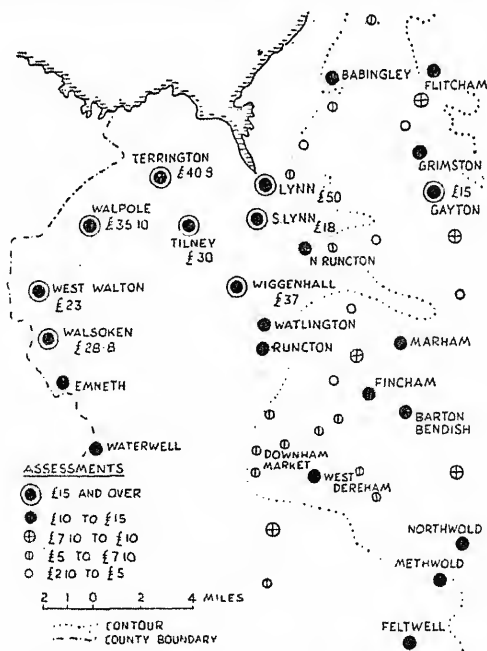 BABINGLEY
FLITCHAM
TERRINGTON
£40 9
GRIMSTON
LYNN
£50
£15
GAYTON
WALPOLE
£35 10
TILNEY
£30
S.LYNN
£18
N RUNCTON
WEST WALTON
£23
WIGGENHALL
£37
WALSOKEN
£28·8
WATLINGTON
RUNCTON
MARHAM
EMNETH
FINCHAM
BARTON
BENDISH
WATERWELL
DOWNHAM
MARKET
WEST
DEREHAM
ASSESSMENTS
£15 AND OVER
£10 TO £15
£7 10 TO £10
£5 TO £7 10
£2 10 TO £5
NORTHWOLD
METHWOLD
FELTWELL
2 0 4 MILES
CONTOUR
COUNTY BOUNDARY